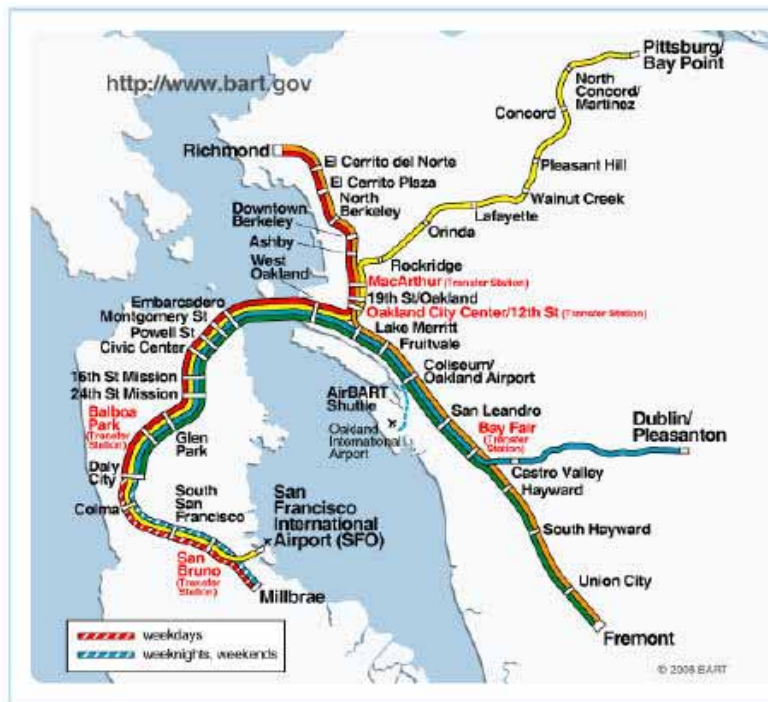 http://www.bart.gov
Pittsburg/
Bay Point
North
Concord/
Martinez
Concord
Pleasant Hill
Walnut Creek
Lafayette
Orinda
Rockridge
Richmond
El Cerrito del Norte
El Cerrito Plaza
North
Berkeley
Downtown
Berkeley
Ashby
West
Oakland
MacArthur (Transfer Station)
19th St/Oakland
Oakland City Center/12th St (Transfer Station)
Lake Merritt
Fruitvale
Coliseum/
Oakland Airport
Embarcadero
Montgomery St
Powell St
Civic Center
16th St Mission
24th St Mission
Balboa
Park
(Transfer
Station)
Glen
Park
Daly
City
Colma
AirBART
Shuttle
Oakland
International
Airport
San Leandro
Bay Fair
(Transfer
Station)
Dublin/
Pleasanton
Castro Valley
Hayward
South Hayward
Union City
Fremont
South
San
Francisco
San
Francisco
International
Airport (SFO)
San
Bruno
(Transfer
Station)
Millbrae
weekdays
weeknights, weekends
BART